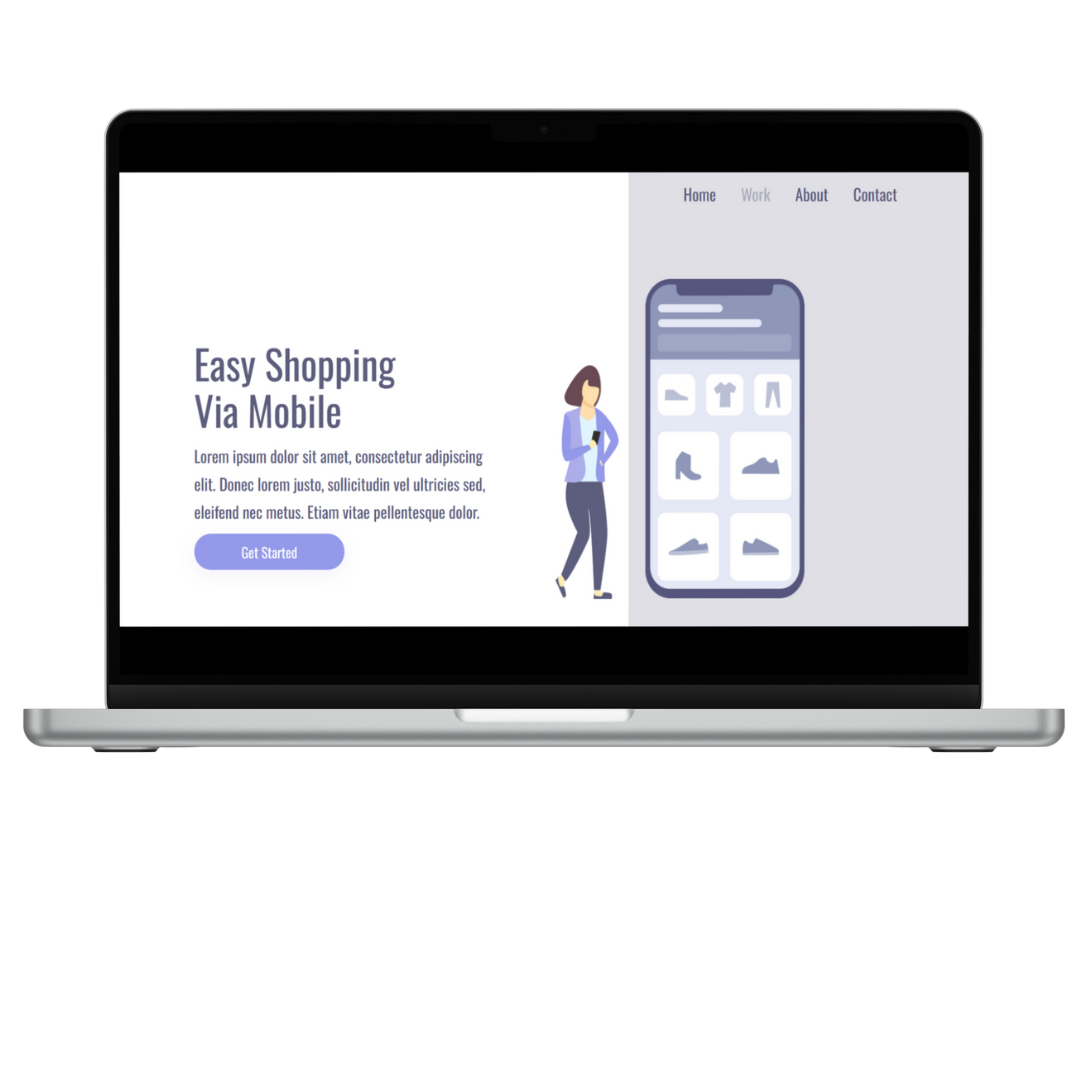 Home Work About Contact
Easy Shopping
Via Mobile
Lorem ipsum dolor sit amet, consectetur adipiscing
elit. Donec lorem justo, sollicitudin vel ultricies sed,
eleifend nec metus. Etiam vitae pellentesque dolor.
Get Started